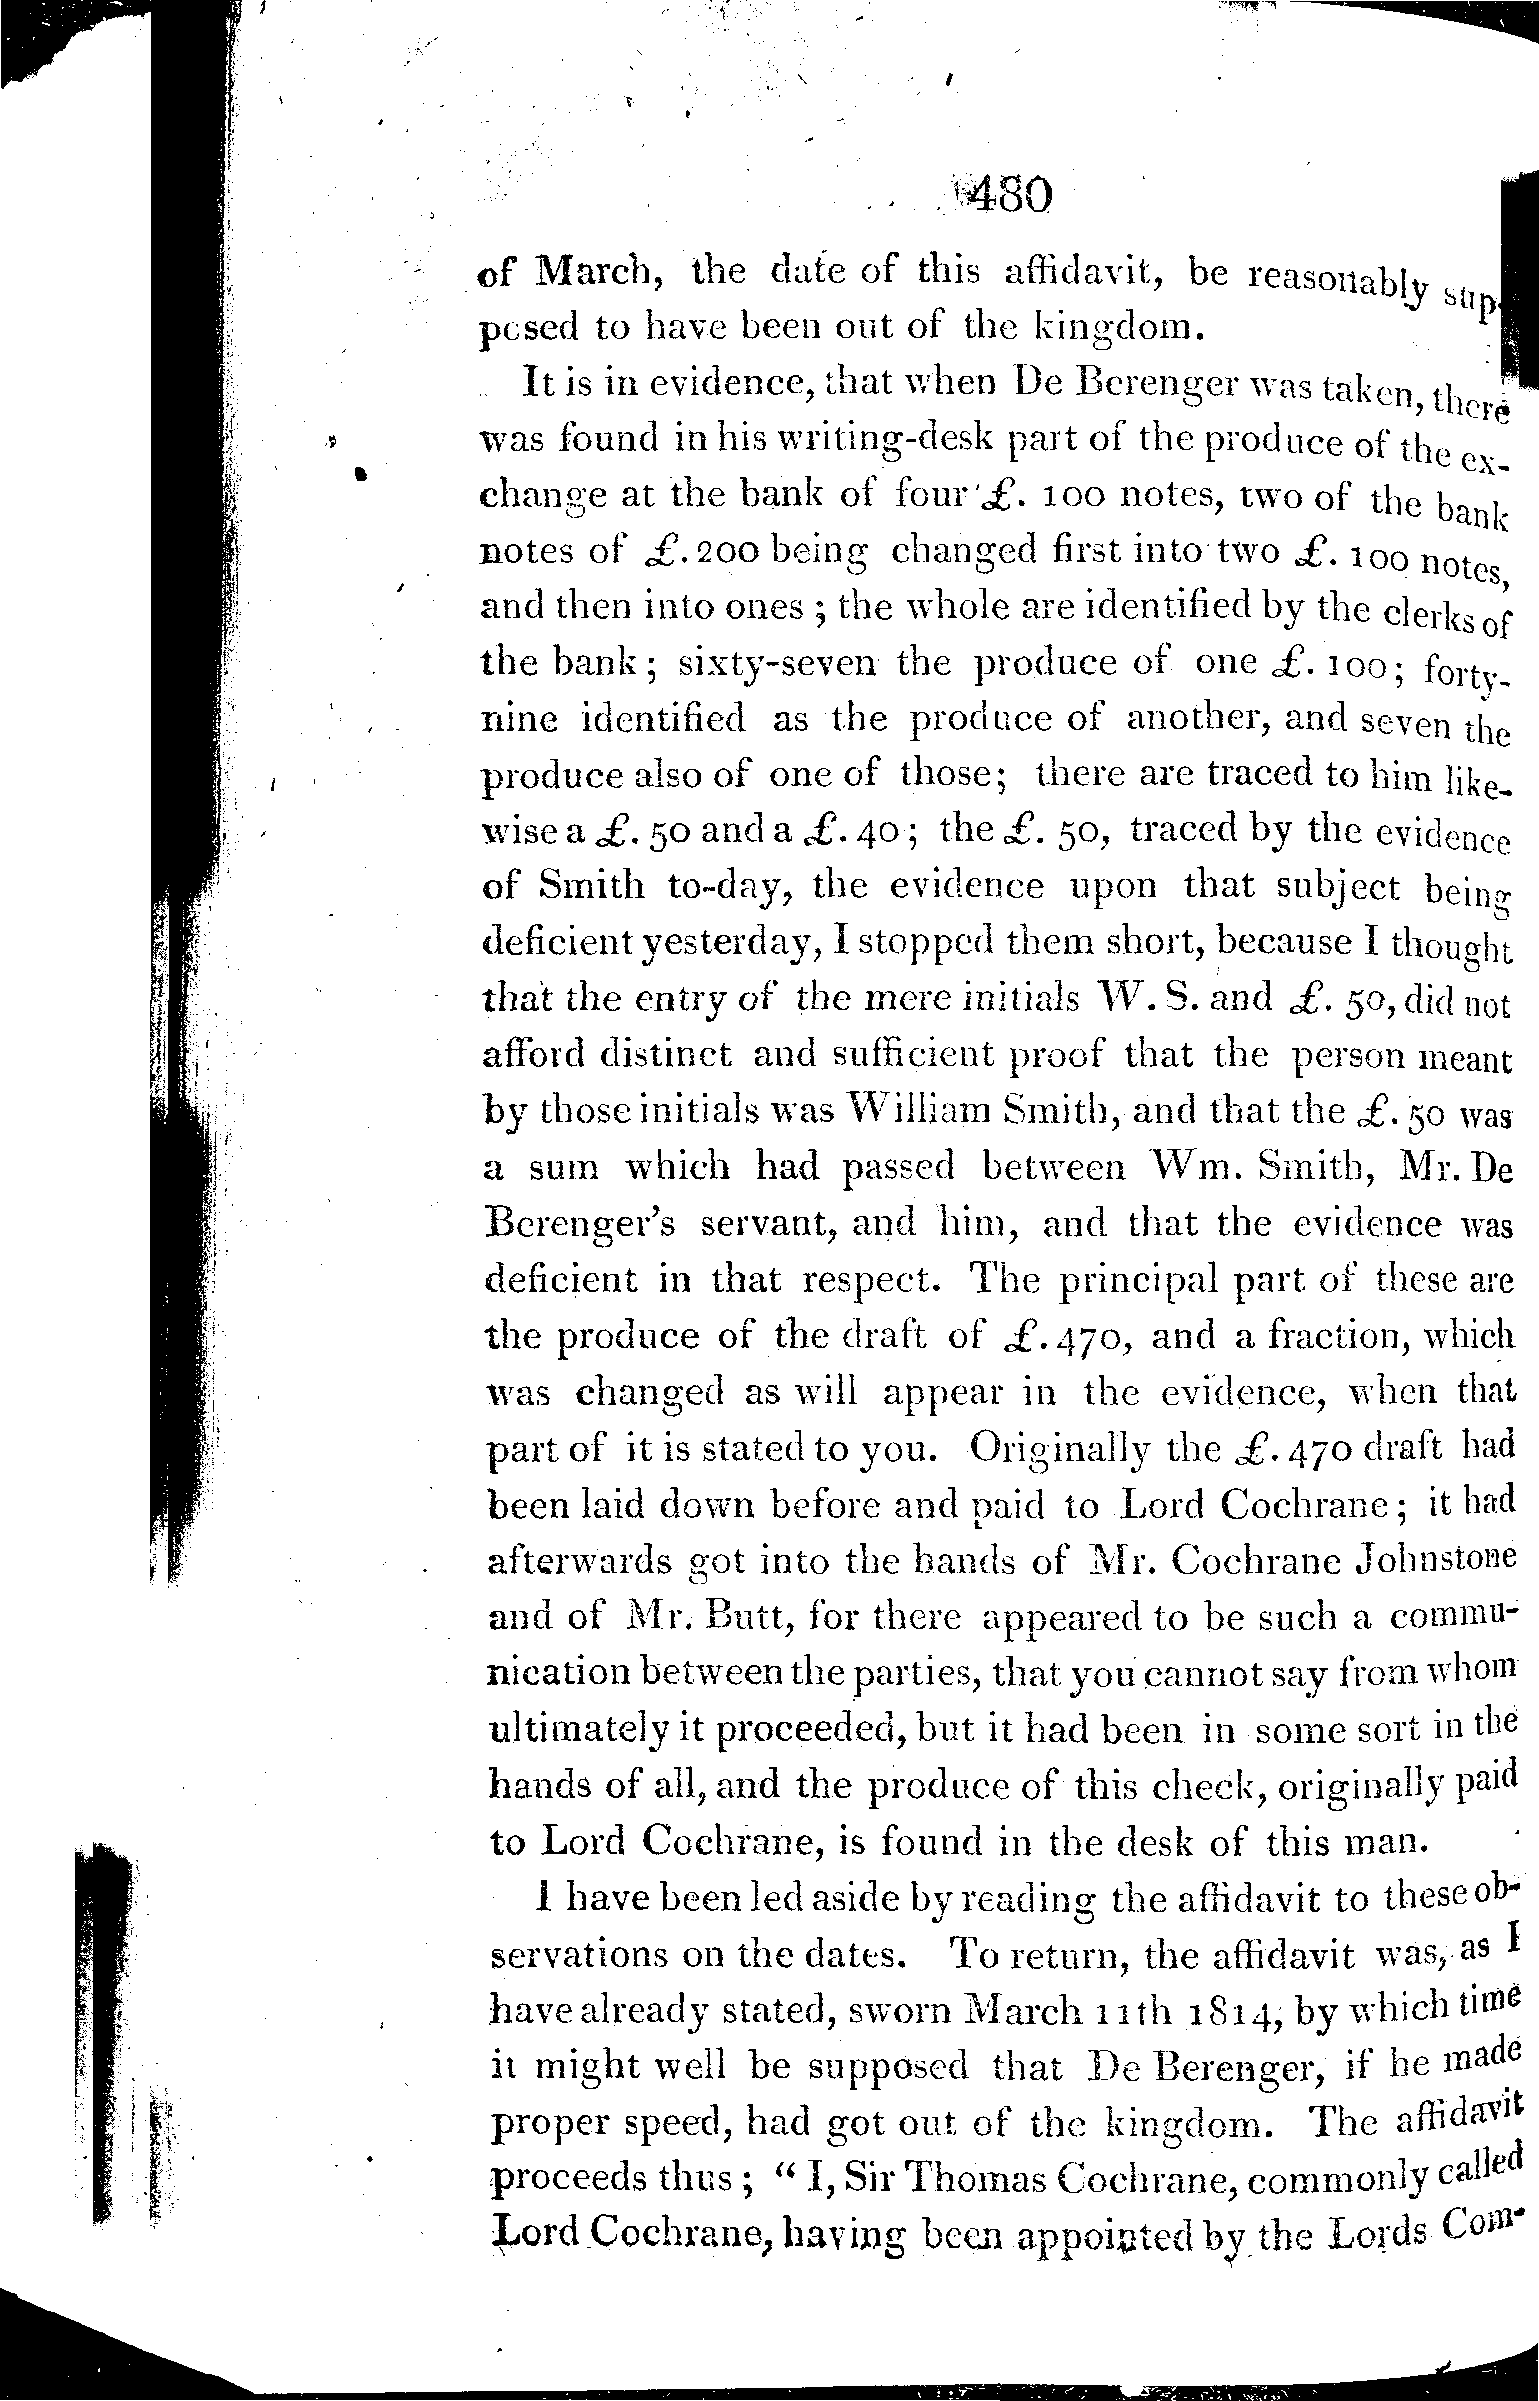 480
of March, the date of this affidavit, be reasonably sup-
posed to have been out of the kingdom.
It is in evidence, that when De Berenger was taken, there
was found in his writing-desk part of the produce of the ex-
change at the bank of four £. 100 notes, two of the bank
notes of £. 200 being changed first into two £. 100 notes,
and then into ones ; the whole are identified by the clerks of
the bank ; sixty-seven the produce of one £. 100; forty-
nine identified as the produce of another, and seven the
produce also of one of those; there are traced to him like-
wise a £. 50 and a £. 40; the £. 50, traced by the evidence
of Smith to-day, the evidence upon that subject being
deficient yesterday, I stopped them short, because I thought
that the entry of the mere initials W. S. and £. 50, did not
afford distinct and sufficient proof that the person meant
by those initials was William Smith, and that the £. 50 was
a sum which had passed between Wm. Smith, Mr. De
Berenger's servant, and him, and that the evidence was
deficient in that respect. The principal part of these are
the produce of the draft of £. 470, and a fraction, which
was changed as will appear in the evidence, when that
part of it is stated to you. Originally the £. 470 draft had
been laid down before and paid to Lord Cochrane; it had
afterwards got into the hands of Mr. Cochrane Johnstone
and of Mr. Butt, for there appeared to be such a commu-
nication between the parties, that you cannot say from whom
ultimately it proceeded, but it had been in some sort in the
hands of all, and the produce of this check, originally paid
to Lord Cochrane, is found in the desk of this man.
I have been led aside by reading the affidavit to these ob-
servations on the dates. To return, the affidavit was, as I
have already stated, sworn March 11th 1814, by which time
it might well be supposed that De Berenger, if he made
proper speed, had got out of the kingdom. The affidavit
proceeds thus ; “ I, Sir Thomas Cochrane, commonly called
Lord Cochrane, having been appointed by the Lords Com-